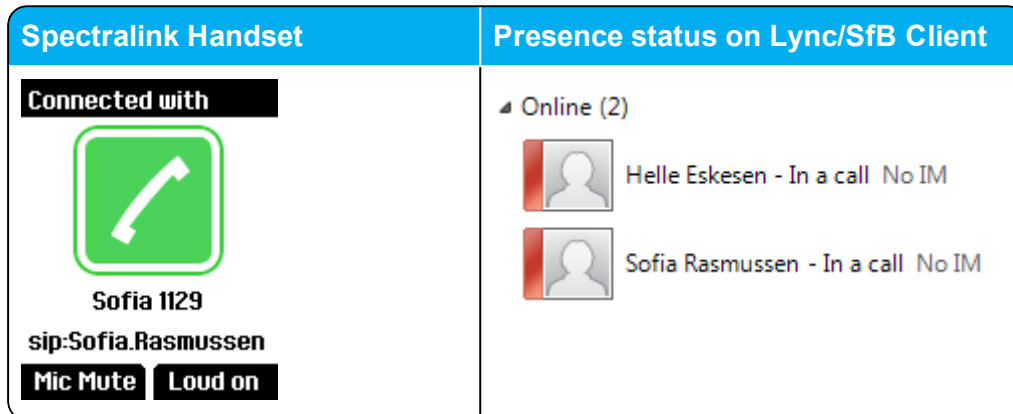 Spectralink Handset
Presence status on Lync/SfB Client
Connected with
Sofia 1129
sip:Sofia.Rasmussen
Mic Mute Loud on
Online (2)
Helle Eskesen - In a call No IM
Sofia Rasmussen - In a call No IM